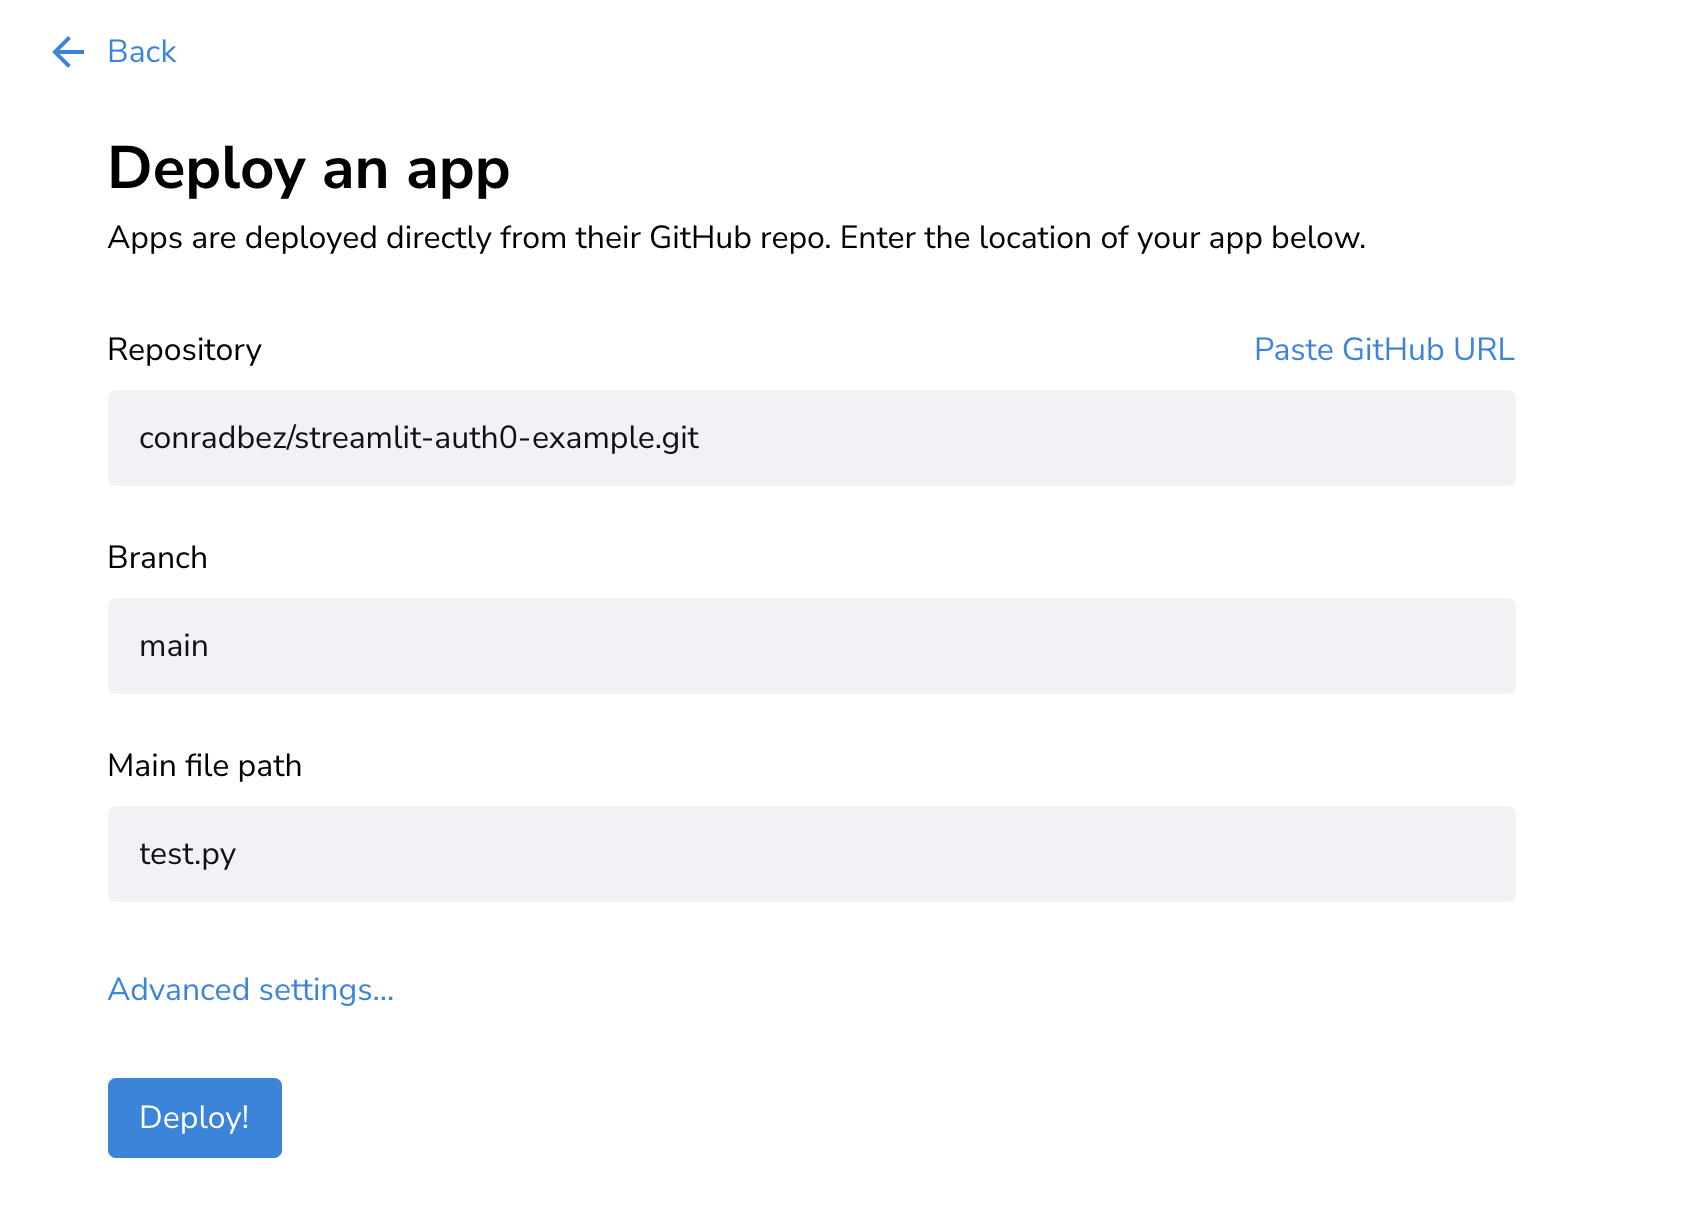 Back
Deploy an app
Apps are deployed directly from their GitHub repo. Enter the location of your app below.
Repository
Paste GitHub URL
conradbez/streamlit-auth0-example.git
Branch
main
Main file path
test.py
Advanced settings...
Deploy!